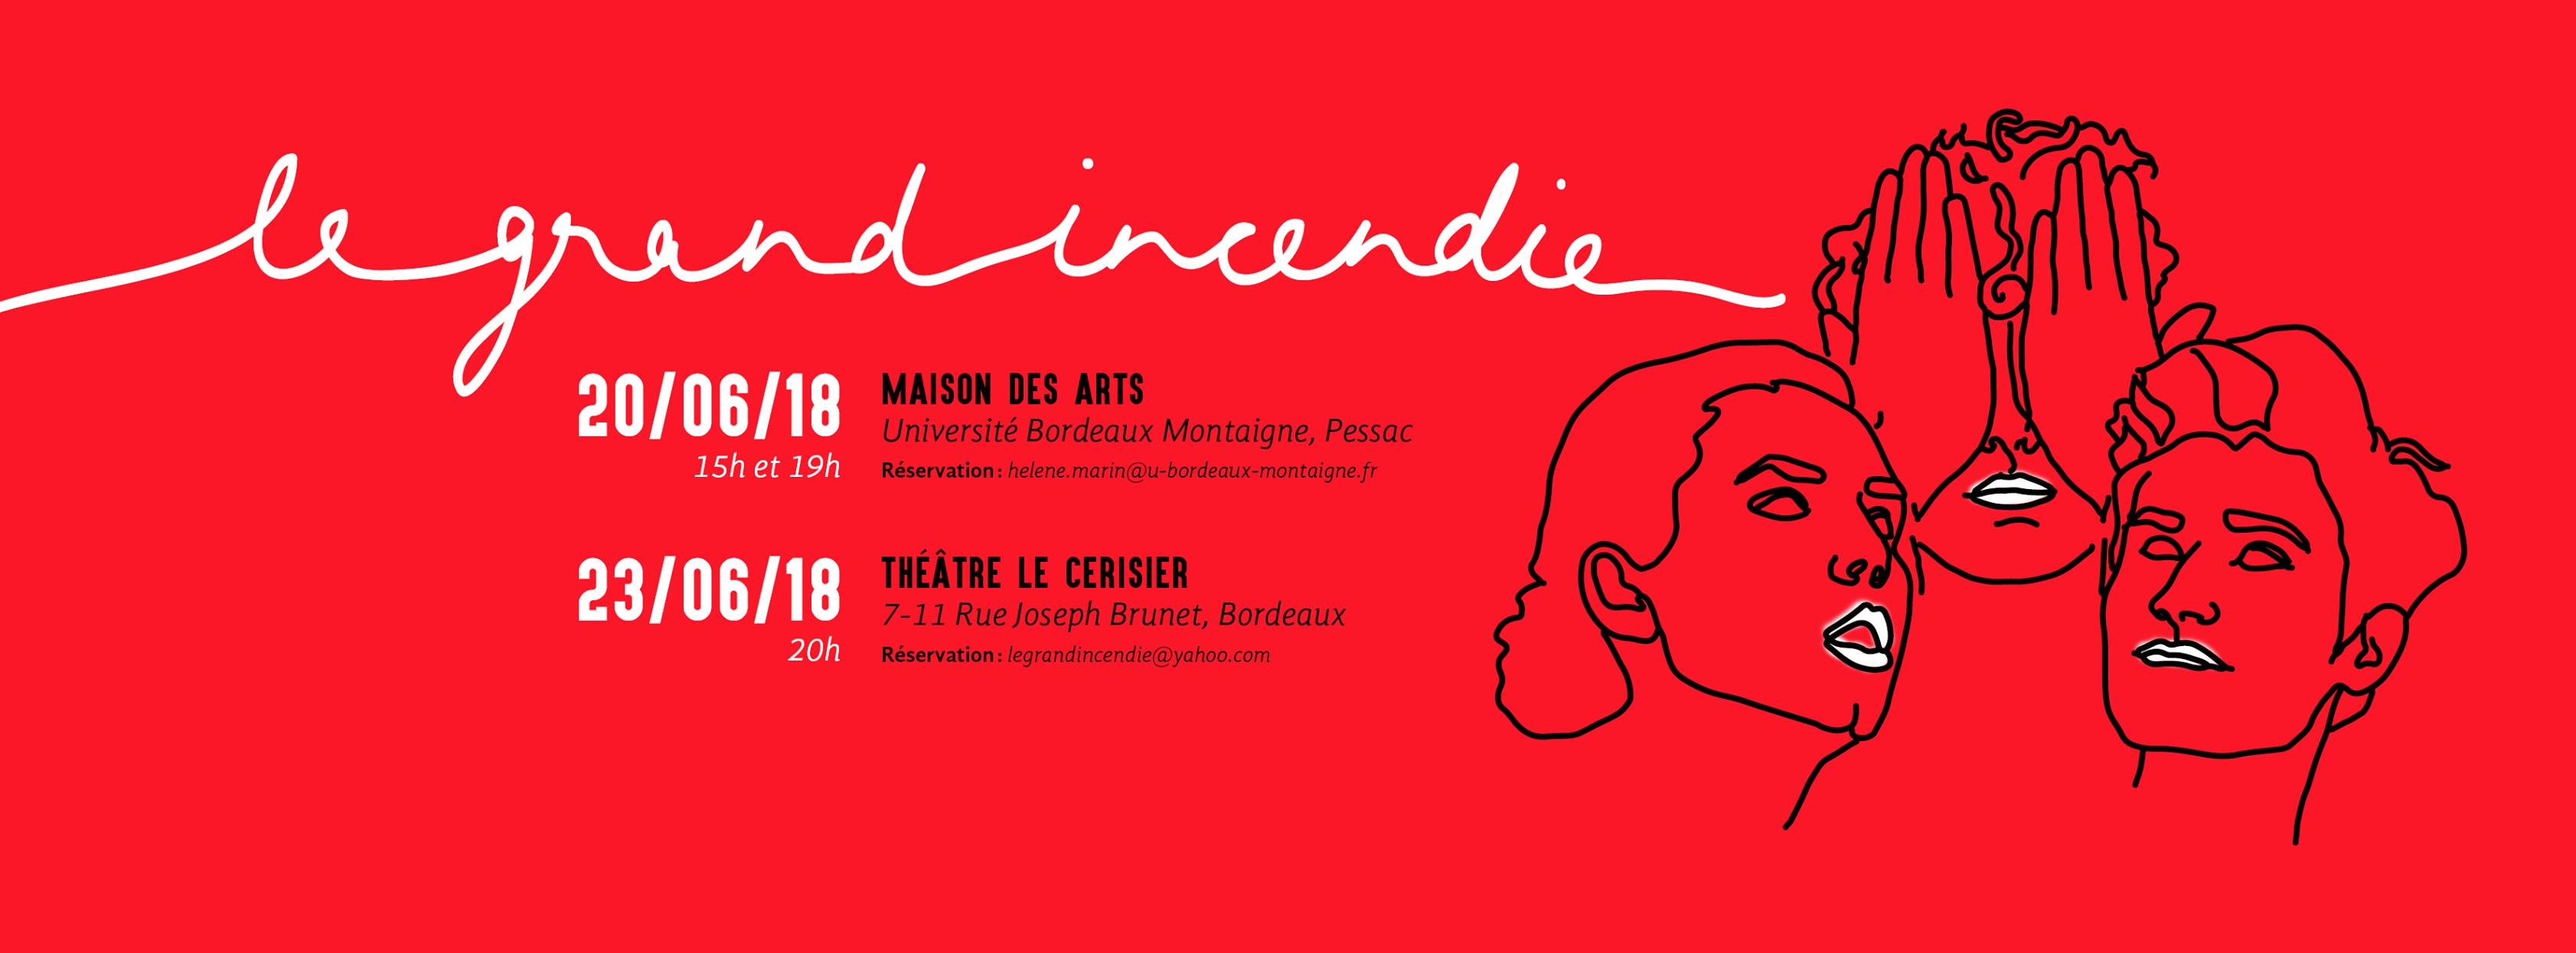 le grand incendie
20/06/18
15h et 19h
MAISON DES ARTS
Université Bordeaux Montaigne, Pessac
Réservation : helene.marin@u-bordeaux-montaigne.fr
23/06/18
20h
THÉÂTRE LE CERISIER
7-11 Rue Joseph Brunet, Bordeaux
Réservation : legrandincendie@yahoo.com